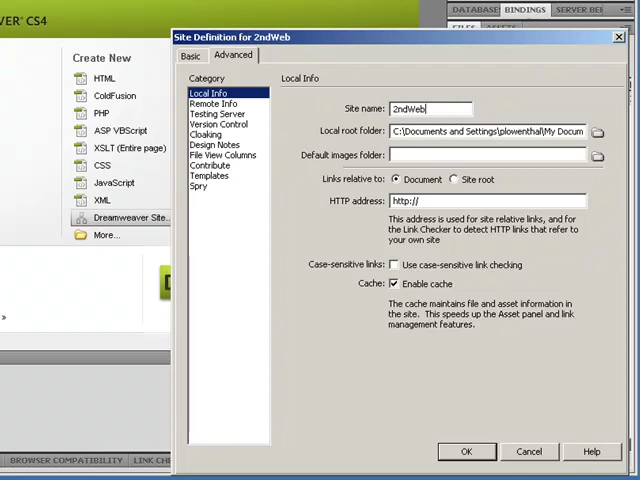 VER CS4
DATABASE
BINDINGS
SERVER BEH
FILES
ASSETS
Create New
HTML
ColdFusion
PHP
ASP VBScript
XSLT (Entire page)
CSS
JavaScript
XML
Dreamweaver Site...
More...
»
BROWSER COMPATIBILITY
LINK CHE
Site Definition for 2ndWeb
Basic
Advanced
Category
Local Info
Remote Info
Testing Server
Version Control
Cloaking
Design Notes
File View Columns
Contribute
Templates
Spry
Local Info
Site name: 2ndWeb
Local root folder: C:\Documents and Settings\plowenthal\My Docum
Default images folder:
Links relative to: Document Site root
HTTP address: http://
This address is used for site relative links, and for
the Link Checker to detect HTTP links that refer to
your own site
Case-sensitive links: Use case-sensitive link checking
Cache: Enable cache
The cache maintains file and asset information in
the site. This speeds up the Asset panel and link
management features.
OK
Cancel
Help